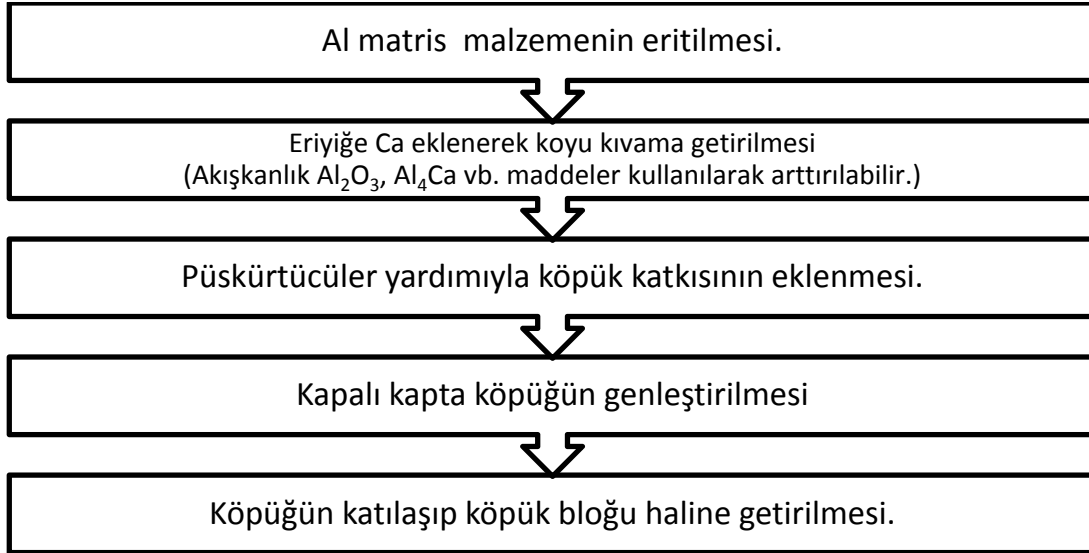 Al matris malzemenin eritilmesi.
Eriyiğe Ca eklenerek koyu kıvama getirilmesi
(Akışkanlık Al₂O₃, Al₄Ca vb. maddeler kullanılarak arttırılabilir.)
Püskürtücüler yardımıyla köpük katkısının eklenmesi.
Kapalı kapta köpüğün genleştirilmesi
Köpüğün katılaşıp köpük bloğu haline getirilmesi.